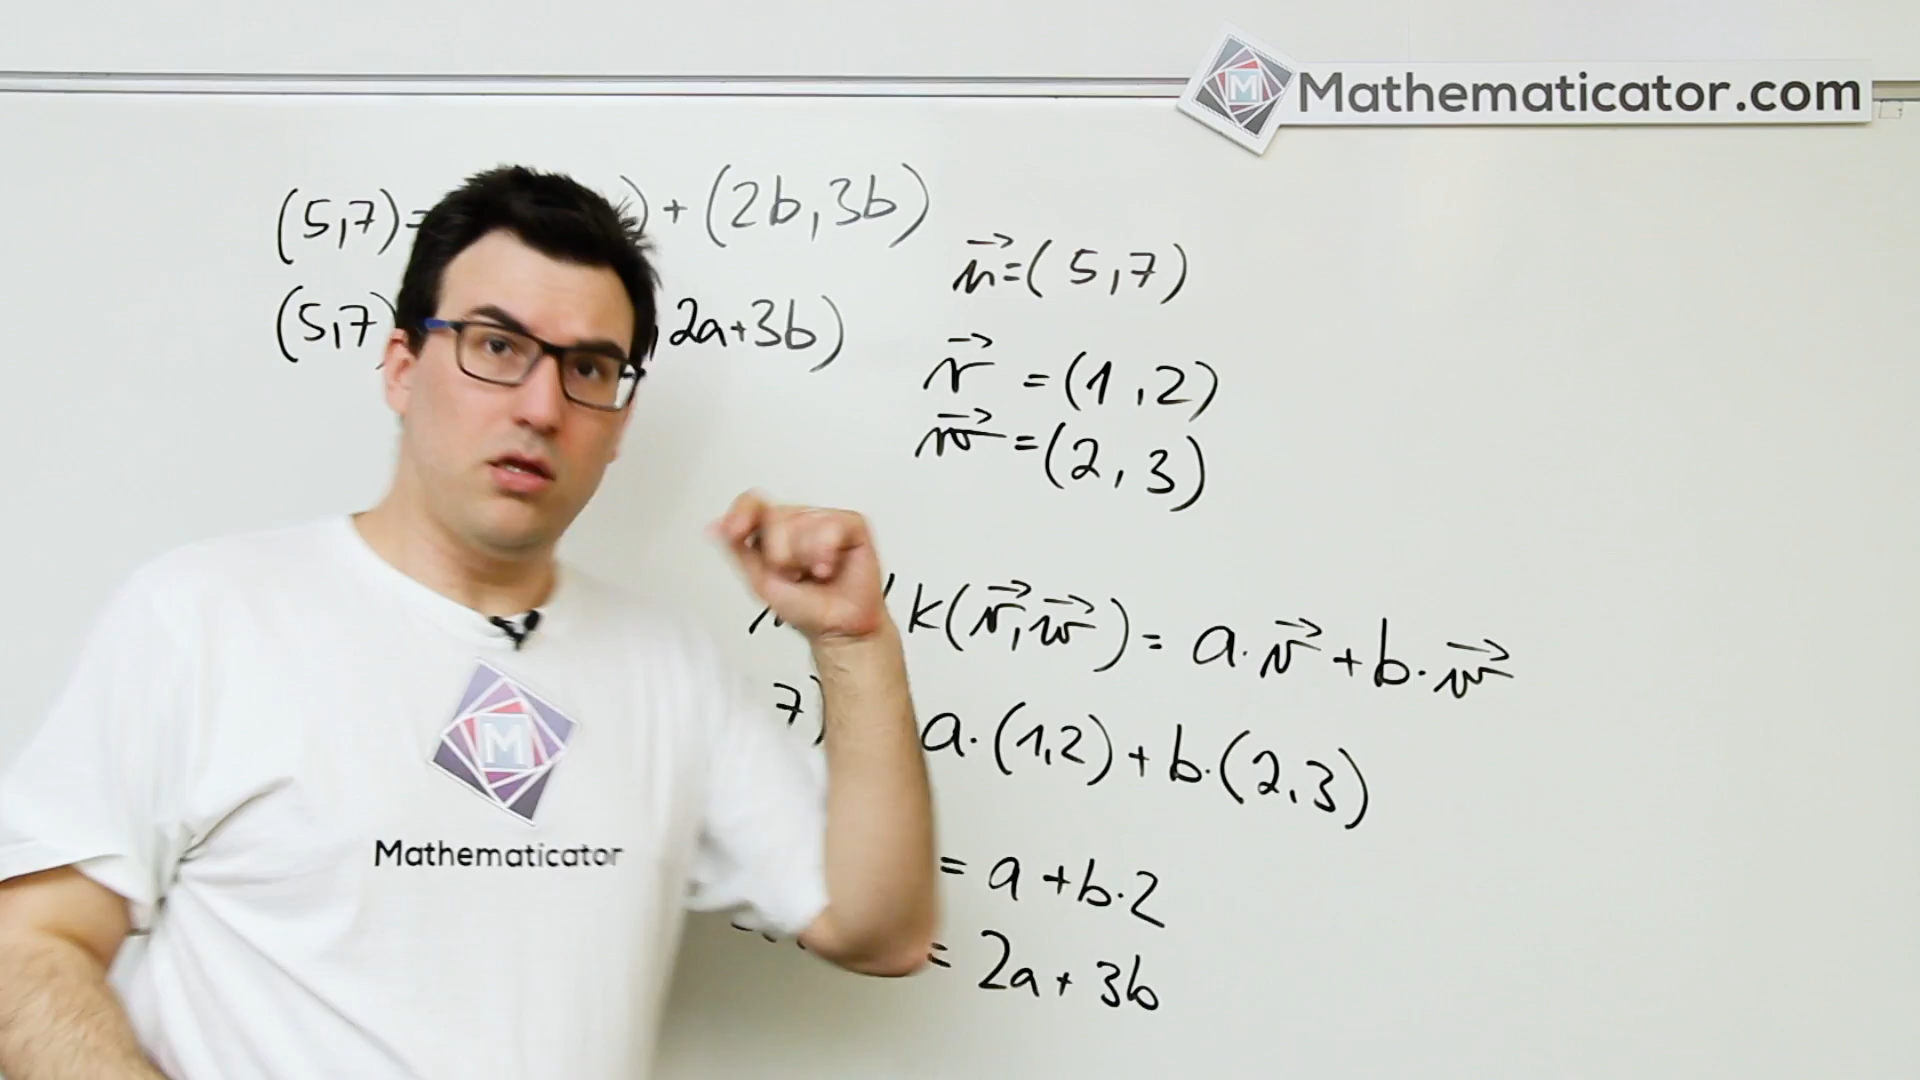 Mathematicator.com
(5,7)= ) + (2b, 3b)
(5,7) , 2a+3b)
u⃗=(5,7)
v⃗ =(1,2)
w⃗ =(2,3)
k(v⃗,w⃗)= a·v⃗+b·w⃗
7) a·(1,2)+b·(2,3)
= a+b·2
= 2a+3b
M
Mathematicator